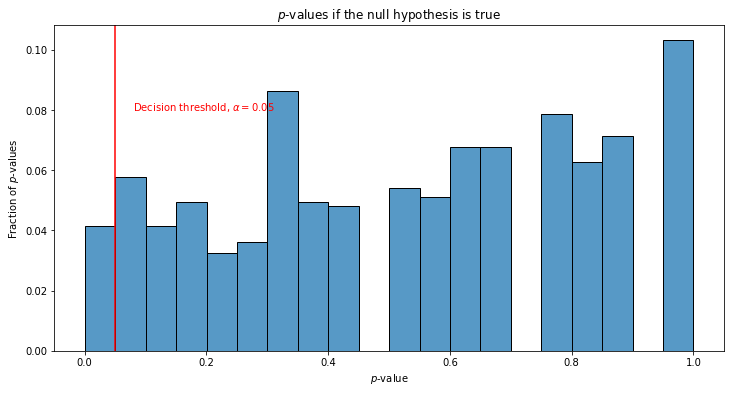 p-values if the null hypothesis is true
Fraction of p-values
0.10
0.08
0.06
0.04
0.02
0.00
Decision threshold, α = 0.05
0.0 0.2 0.4 0.6 0.8 1.0
p-value